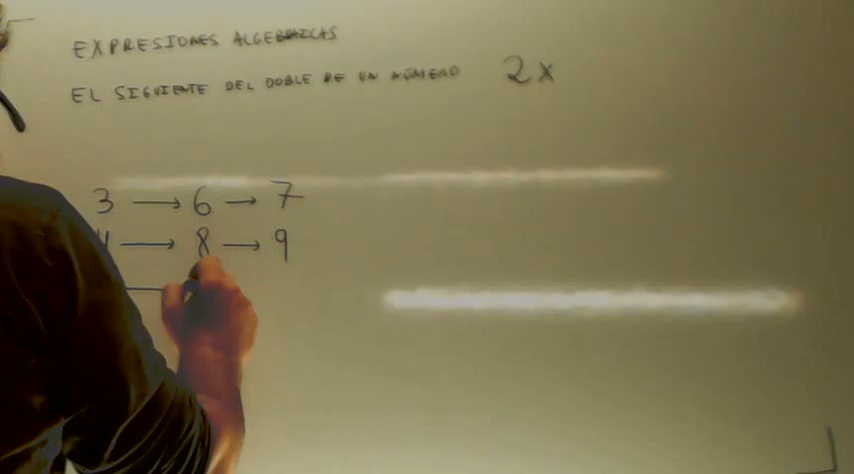 EXPRESIONES ALGEBRAICAS
EL SIGUIENTE DEL DOBLE DE UN NÚMERO 2x
3 → 6 → 7
4 → 8 → 9